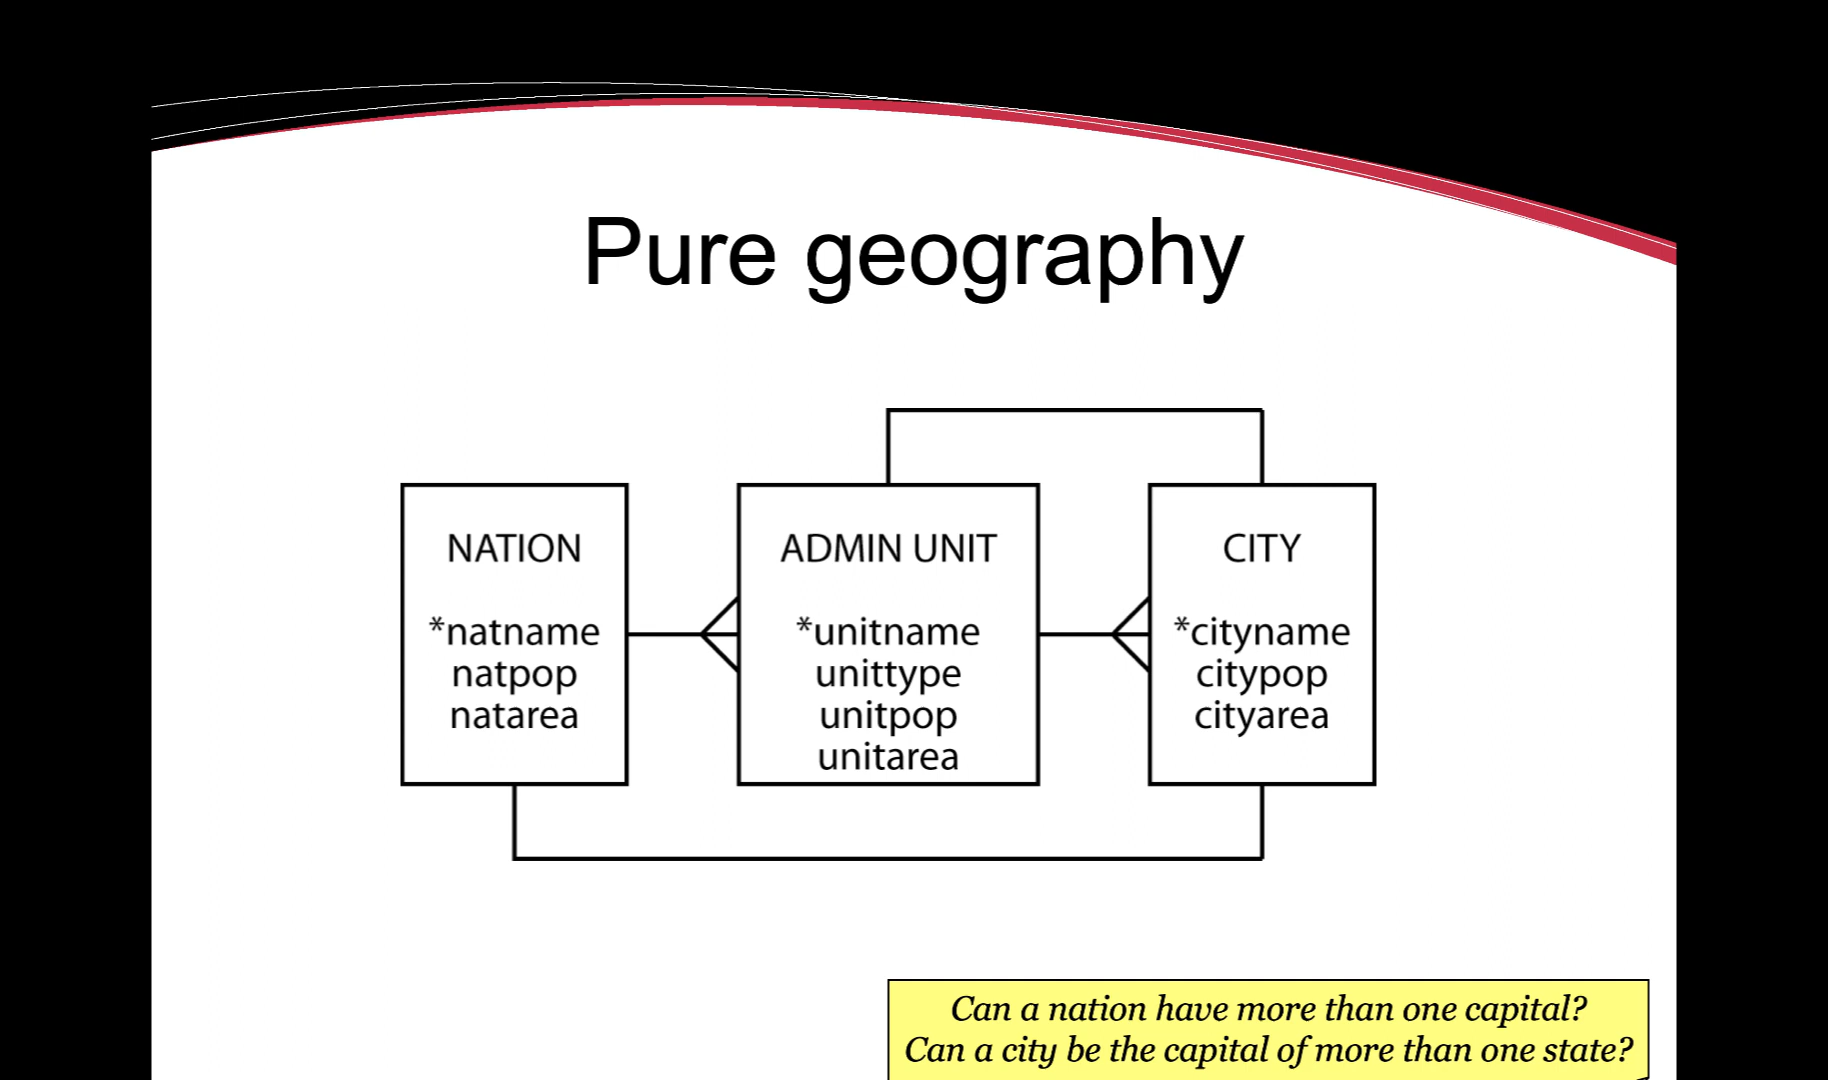 Pure geography
NATION
*natname
natpop
natarea
ADMIN UNIT
*unitname
unittype
unitpop
unitarea
CITY
*cityname
citypop
cityarea
Can a nation have more than one capital?
Can a city be the capital of more than one state?